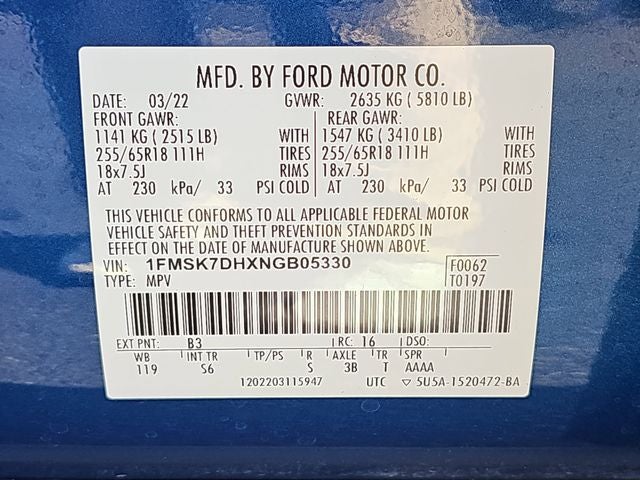 MFD. BY FORD MOTOR CO.
DATE: 03/22 GVWR: 2635 KG ( 5810 LB)
FRONT GAWR: REAR GAWR:
1141 KG ( 2515 LB) WITH 1547 KG ( 3410 LB) WITH
255/65R18 111H TIRES 255/65R18 111H TIRES
18x7.5J RIMS 18x7.5J RIMS
AT 230 kPa/ 33 PSI COLD AT 230 kPa/ 33 PSI COLD
THIS VEHICLE CONFORMS TO ALL APPLICABLE FEDERAL MOTOR
VEHICLE SAFETY AND THEFT PREVENTION STANDARDS IN
EFFECT ON THE DATE OF MANUFACTURE SHOWN ABOVE.
VIN: 1FMSK7DHXNGB05330 F0062
TYPE: MPV T0197
EXT PNT: B3 RC: 16 DSO:
WB INT TR TP/PS R AXLE TR SPR
119 S6 S 3B T AAAA
1202203115947 UTC ▽ 5U5A-1520472-BA